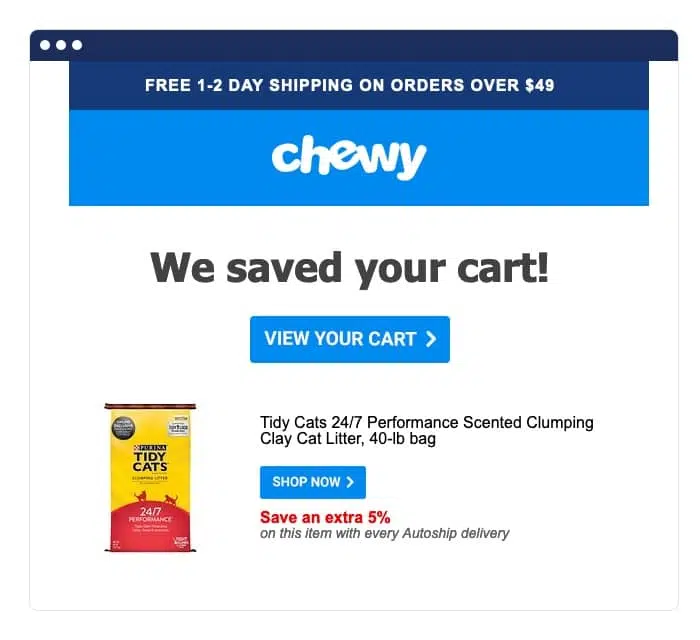 FREE 1-2 DAY SHIPPING ON ORDERS OVER $49
chewy
We saved your cart!
VIEW YOUR CART
PURINA
TIDY
CATS
CLUMPING LITTER
24/7
PERFORMANCE
Tidy Cats 24/7 Performance Scented Clumping
Clay Cat Litter, 40-lb bag
SHOP NOW
Save an extra 5%
on this item with every Autoship delivery